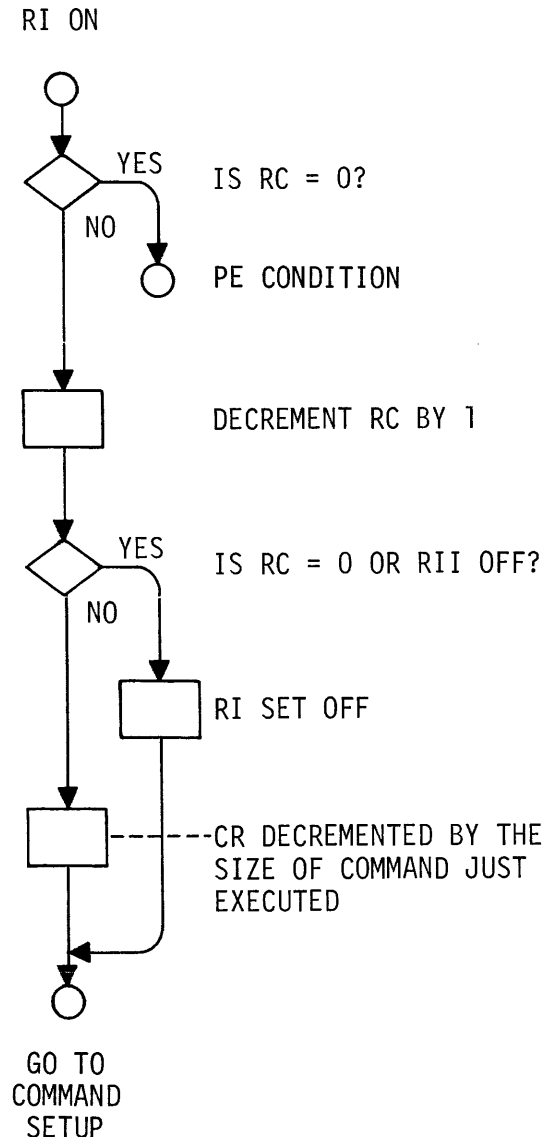 RI ON
YES
IS RC = 0?
NO
PE CONDITION
DECREMENT RC BY 1
YES
IS RC = 0 OR RII OFF?
NO
RI SET OFF
CR DECREMENTED BY THE
SIZE OF COMMAND JUST
EXECUTED
GO TO
COMMAND
SETUP